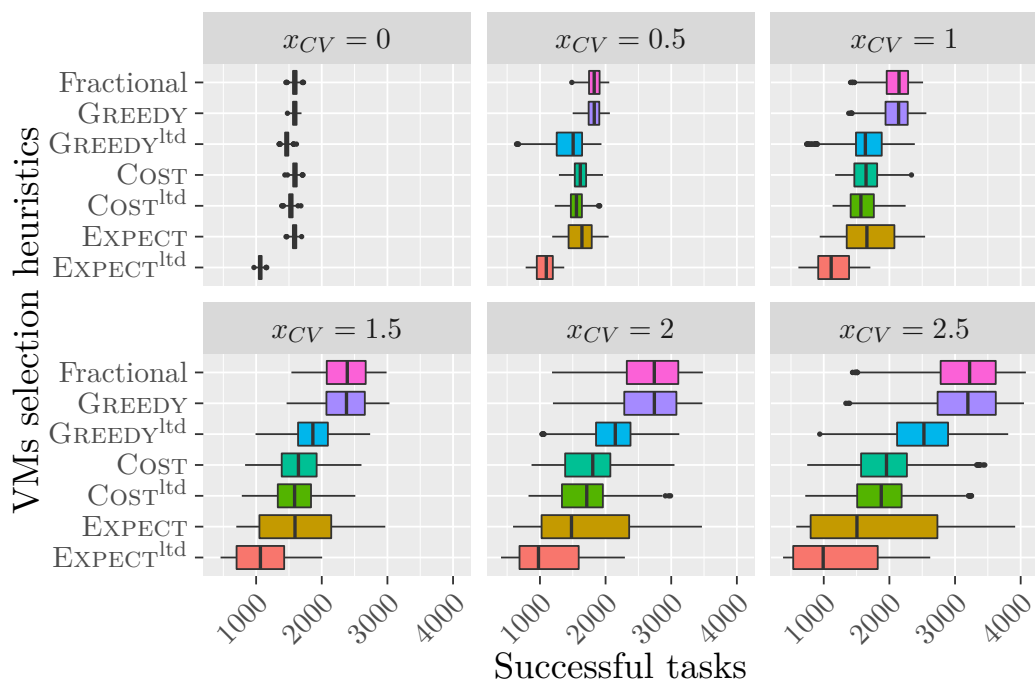 x_CV = 0
x_CV = 0.5
x_CV = 1
Fractional
GREEDY
GREEDY^ltd
COST
COST^ltd
EXPECT
EXPECT^ltd
x_CV = 1.5
x_CV = 2
x_CV = 2.5
Fractional
GREEDY
GREEDY^ltd
COST
COST^ltd
EXPECT
EXPECT^ltd
1000 2000 3000 4000
1000 2000 3000 4000
1000 2000 3000 4000
Successful tasks
VMs selection heuristics